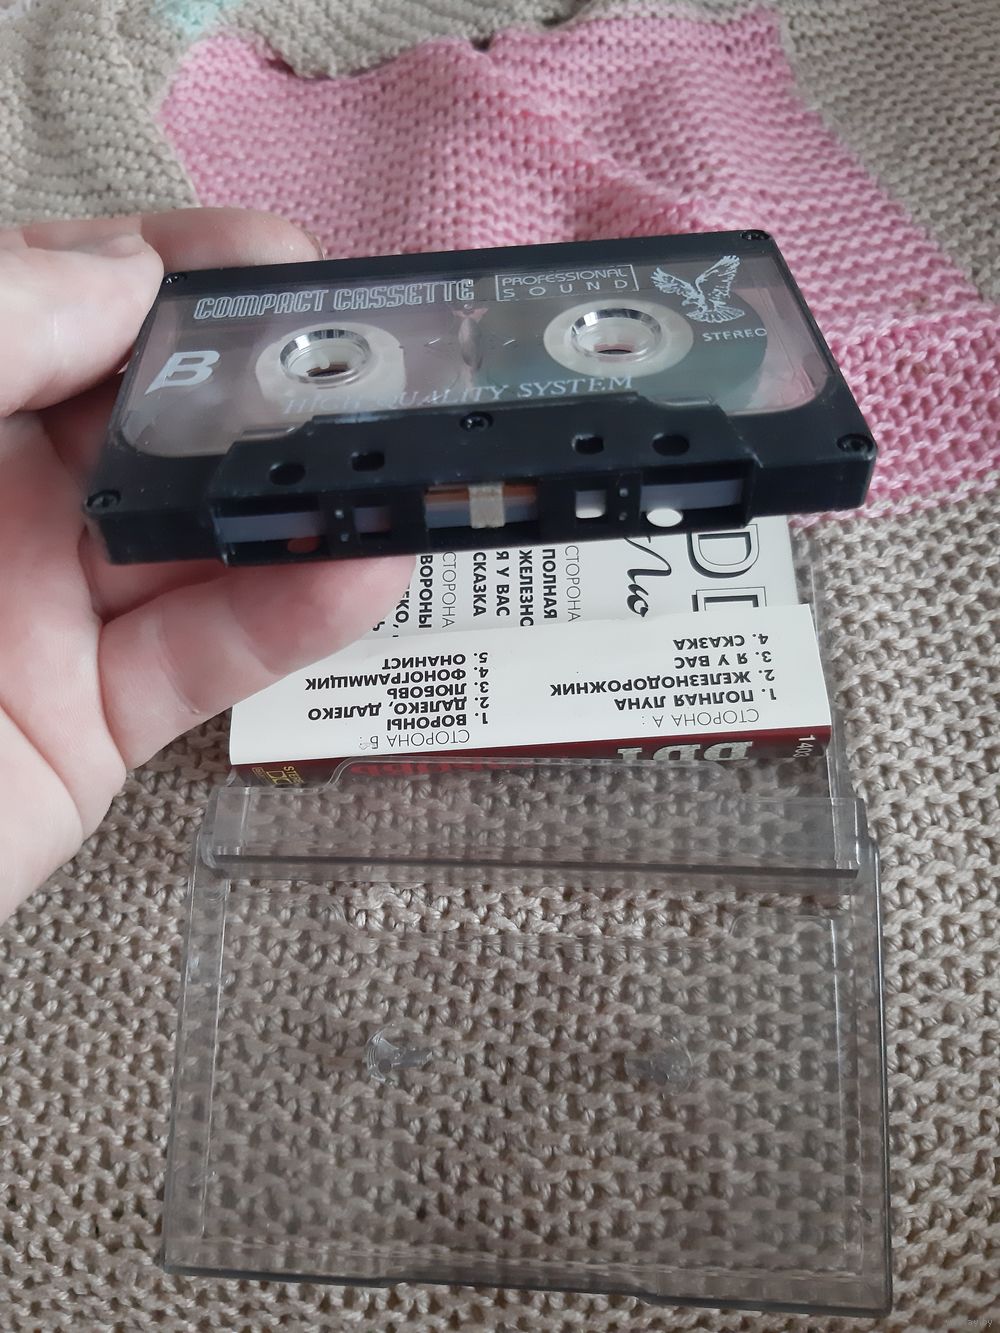 COMPACT CASSETTE
PROFESSIONAL
SOUND
STEREO
B
HIGH QUALITY SYSTEM
СТОРОНА
ПОЛНАЯ
ЖЕЛЕЗНО
Я У ВАС
СКАЗКА
СТОРОНА
ВОРОНЫ
СТОРОНА А:
1. ПОЛНАЯ ЛУНА
2. ЖЕЛЕЗНОДОРОЖНИК
3. Я У ВАС
4. СКАЗКА
СТОРОНА Б:
1. ВОРОНЫ
2. ДАЛЕКО, ДАЛЕКО
3. ЛЮБОВЬ
4. ФОНОГРАММЩИК
5. ОНАНИСТ